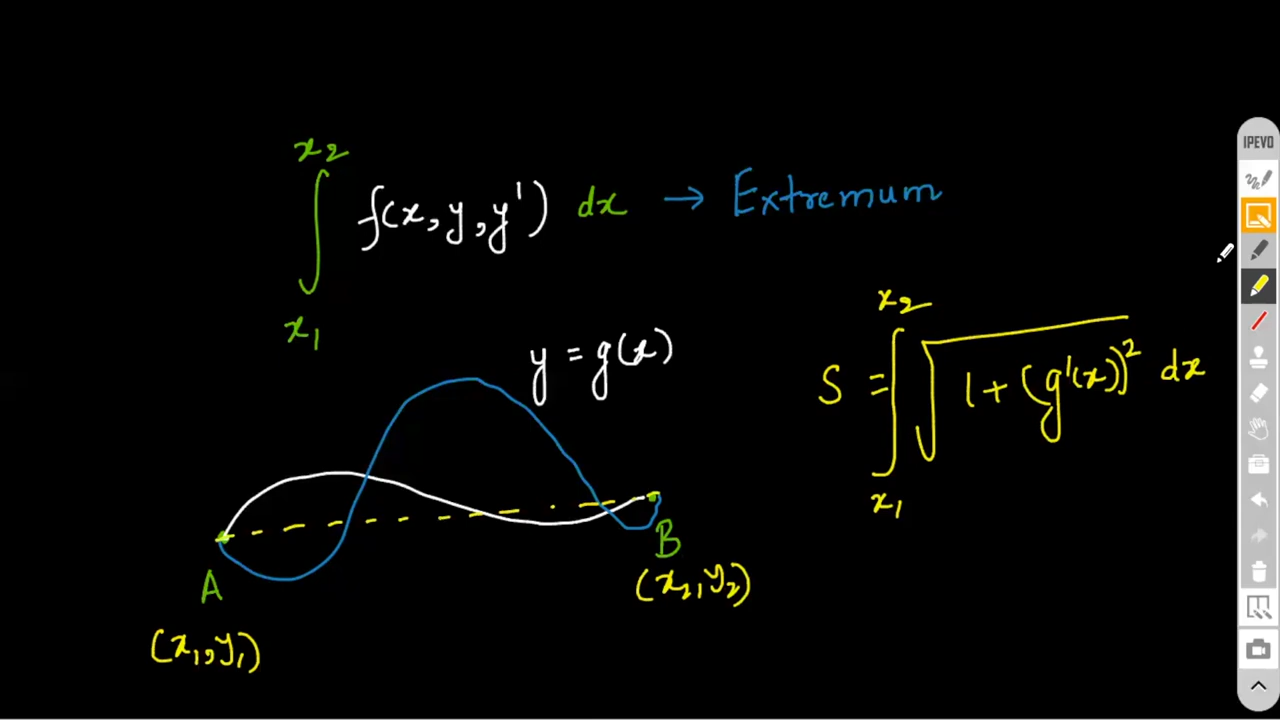 ∫_{x₁}^{x₂} f(x, y, y') dx → Extremum
y = g(x)
S = ∫_{x₁}^{x₂} √(1 + (g'(x))²) dx
A
(x₁, y₁)
B
(x₂, y₂)
IPEVO